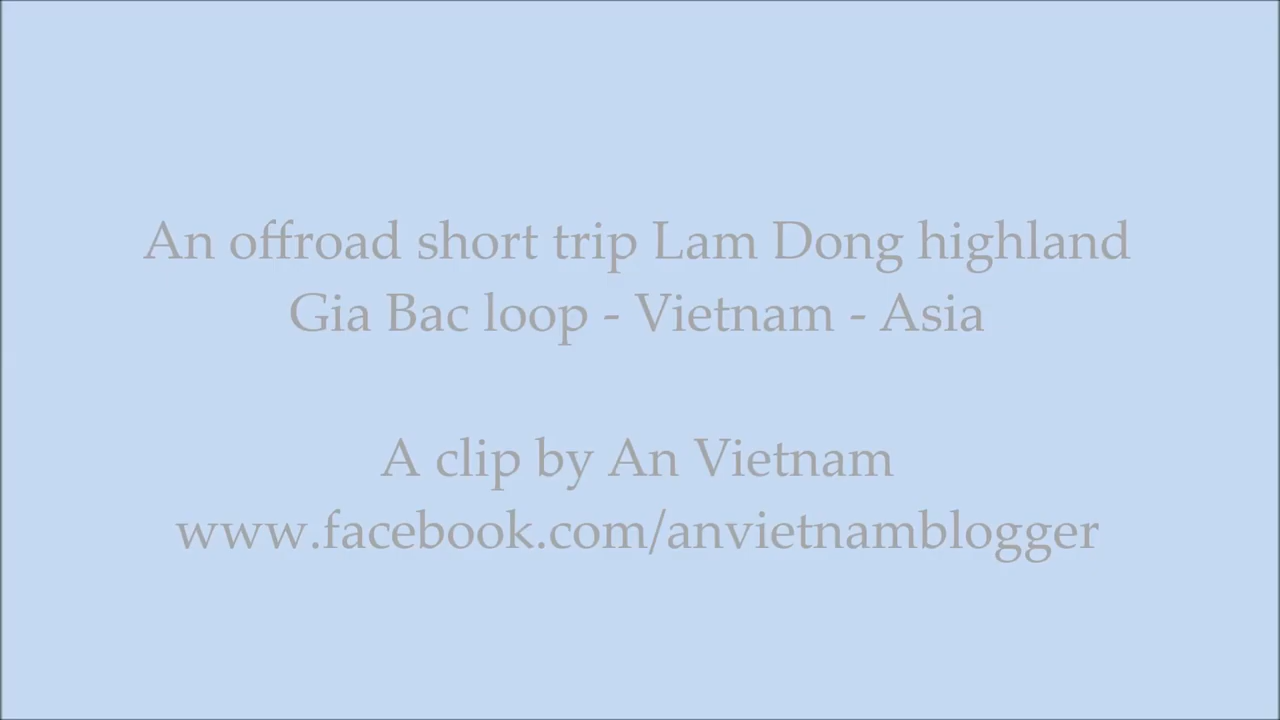 An offroad short trip Lam Dong highland
Gia Bac loop - Vietnam - Asia
A clip by An Vietnam
www.facebook.com/anvietnamblogger